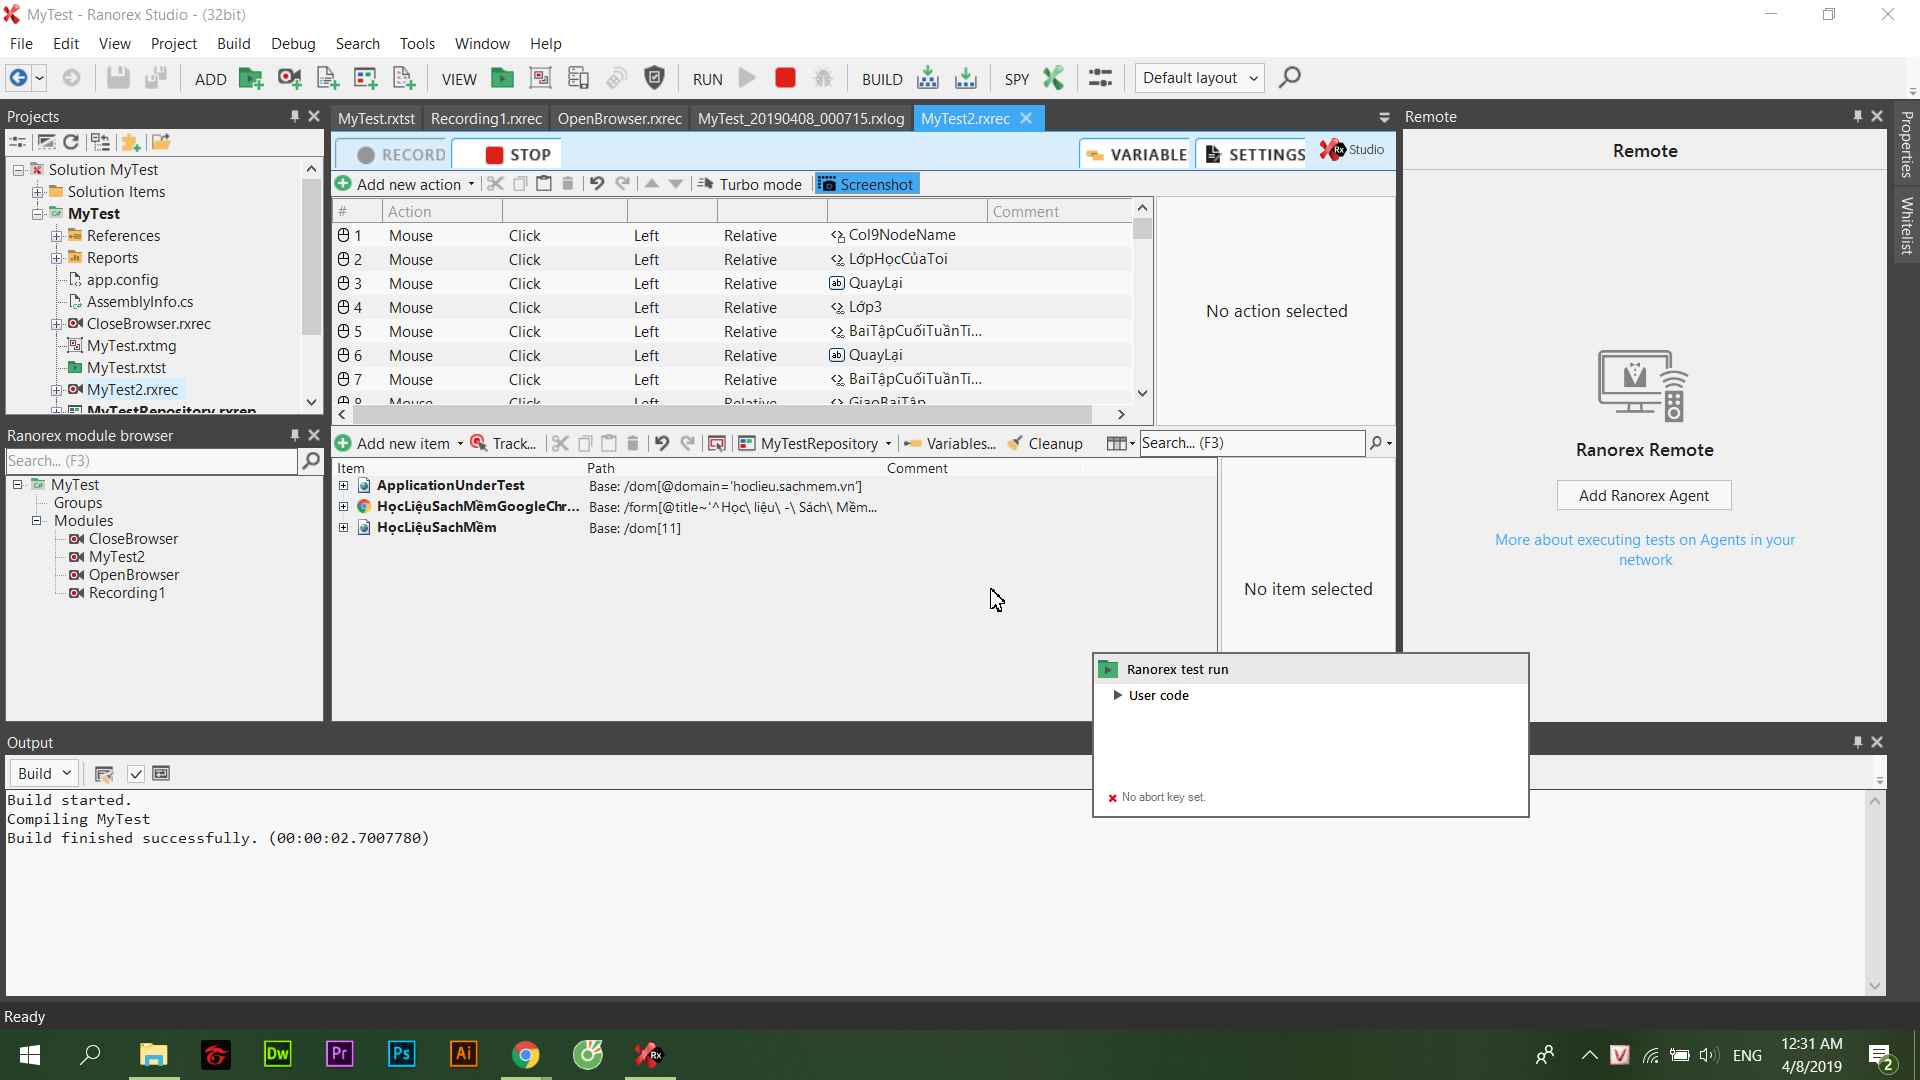 MyTest - Ranorex Studio - (32bit)
File Edit View Project Build Debug Search Tools Window Help
ADD VIEW RUN BUILD SPY Default layout
Projects
Solution MyTest
Solution Items
MyTest
References
Reports
app.config
AssemblyInfo.cs
CloseBrowser.rxrec
MyTest.rxtmg
MyTest.rxtst
MyTest2.rxrec
MyTestRepository.rxrep
Ranorex module browser
Search... (F3)
MyTest
Groups
Modules
CloseBrowser
MyTest2
OpenBrowser
Recording1
MyTest.rxtst Recording1.rxrec OpenBrowser.rxrec MyTest_20190408_000715.rxlog MyTest2.rxrec
RECORD STOP VARIABLE SETTINGS Rx Studio
Add new action Turbo mode Screenshot
# Action Comment
1 Mouse Click Left Relative Col9NodeName
2 Mouse Click Left Relative LớpHọcCủaToi
3 Mouse Click Left Relative ab QuayLại
4 Mouse Click Left Relative Lớp3
5 Mouse Click Left Relative BaiTậpCuốiTuầnTi...
6 Mouse Click Left Relative ab QuayLại
7 Mouse Click Left Relative BaiTậpCuốiTuầnTi...
8 Mouse Click Left Relative GiaoBaiTập
No action selected
Add new item Track... MyTestRepository Variables... Cleanup Search... (F3)
Item Path Comment
ApplicationUnderTest Base: /dom[@domain='hoclieu.sachmem.vn']
HọcLiệuSachMềmGoogleChr... Base: /form[@title~'^Học\ liệu\ -\ Sách\ Mềm...
HọcLiệuSachMềm Base: /dom[11]
No item selected
Remote
Remote
Ranorex Remote
Add Ranorex Agent
More about executing tests on Agents in your
network
Properties
Whitelist
Ranorex test run
User code
No abort key set.
Output
Build
Build started.
Compiling MyTest
Build finished successfully. (00:00:02.7007780)
Ready
Dw Pr Ps Ai Rx
V ENG
12:31 AM
4/8/2019
2